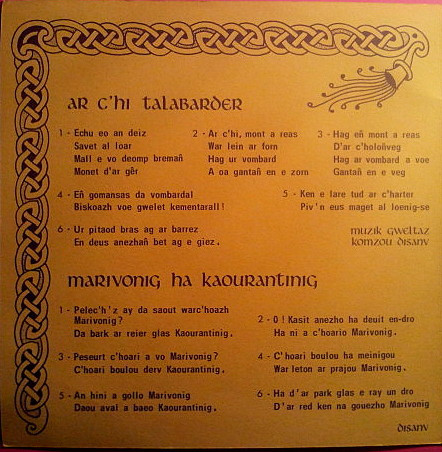 AR C'HI TALABARDER
1 - Echu eo an deiz
Savet al loar
Mall e vo deomp bremañ
Monet d'ar gêr
2 - Ar c'hi, mont a reas
War lein ar forn
Hag ur vombard
A oa gantañ en e zorn
3 - Hag eñ mont a reas
D'ar c'holoñveg
Hag ar vombard a voe
Gantañ en e veg
4 - Eñ gomansas da vombardal
Biskoazh voe gwelet kementarall !
5 - Ken e lare tud ar c'harter
Piv'n eus maget al loenig-se
6 - Ur pitaod bras ag ar barrez
En deus anezhañ bet ag e giez.
MUZIK GWELTAZ
KOMZOU DISANV
MARIVONIG HA KAOURANTINIG
1 - Pelec'h'z ay da saout warc'hoazh
Marivonig ?
Da bark ar reier glas Kaourantinig.
2 - O ! Kasit anezho ha deuit en-dro
Ha ni a c'hoario Marivonig.
3 - Peseurt c'hoari a vo Marivonig ?
C'hoari boulou derv Kaourantinig.
4 - C'hoari boulou ha meinigou
War leton ar prajou Marivonig.
5 - An hini a gollo Marivonig
Daou aval a baeo Kaourantinig.
6 - Ha d'ar park glas e ray un dro
D'ar red ken na gouezho Marivonig
DISANV